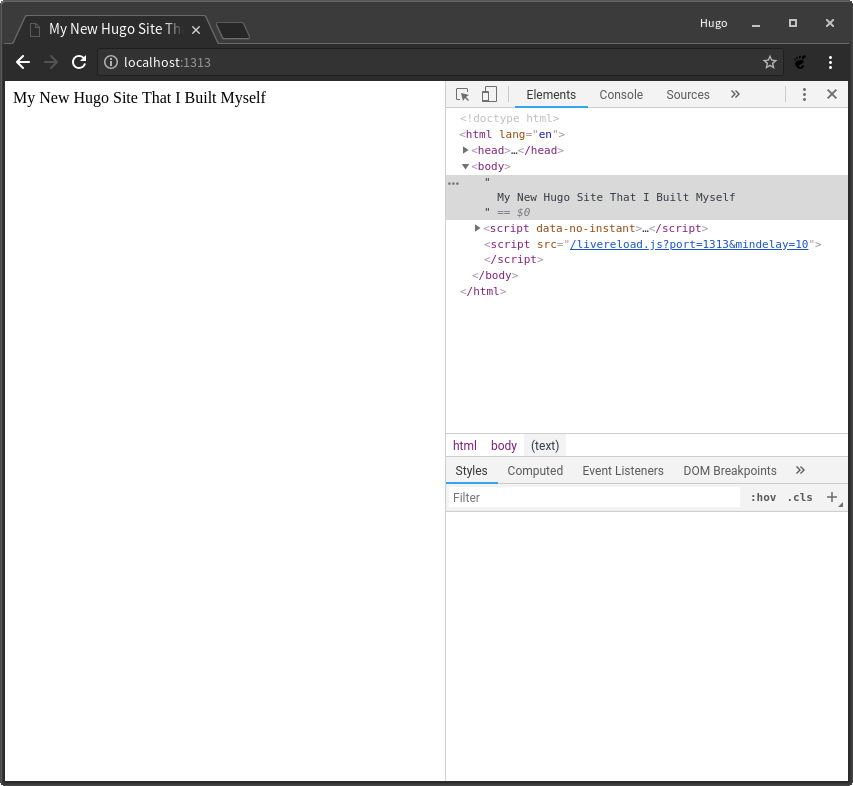 My New Hugo Site Th
Hugo
localhost:1313
My New Hugo Site That I Built Myself
Elements Console Sources »
<!doctype html>
<html lang="en">
<head>…</head>
<body>
"
My New Hugo Site That I Built Myself
" == $0
<script data-no-instant>…</script>
<script src="/livereload.js?port=1313&mindelay=10">
</script>
</body>
</html>
html body (text)
Styles Computed Event Listeners DOM Breakpoints »
Filter :hov .cls +